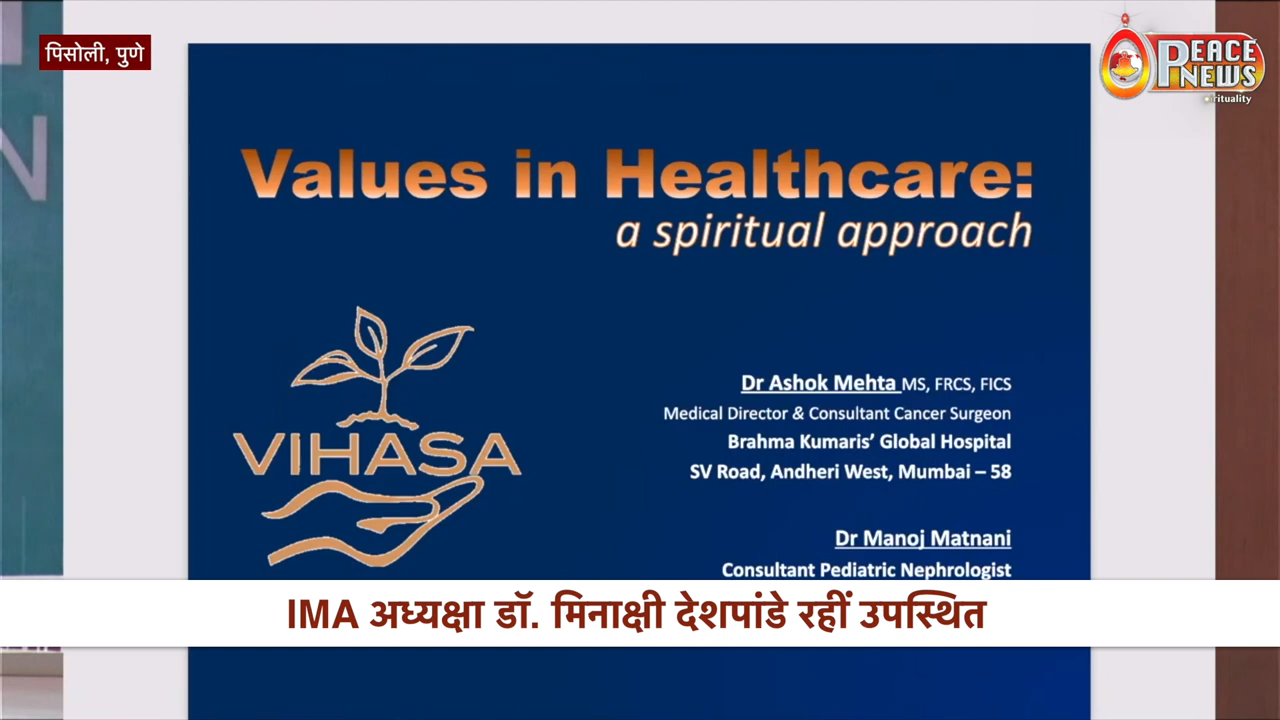 पिसोली, पुणे
PEACE
NEWS
irituality
N
Values in Healthcare:
a spiritual approach
VIHASA
Dr Ashok Mehta MS, FRCS, FICS
Medical Director & Consultant Cancer Surgeon
Brahma Kumaris' Global Hospital
SV Road, Andheri West, Mumbai – 58
Dr Manoj Matnani
Consultant Pediatric Nephrologist
IMA अध्यक्षा डॉ. मिनाक्षी देशपांडे रहीं उपस्थित